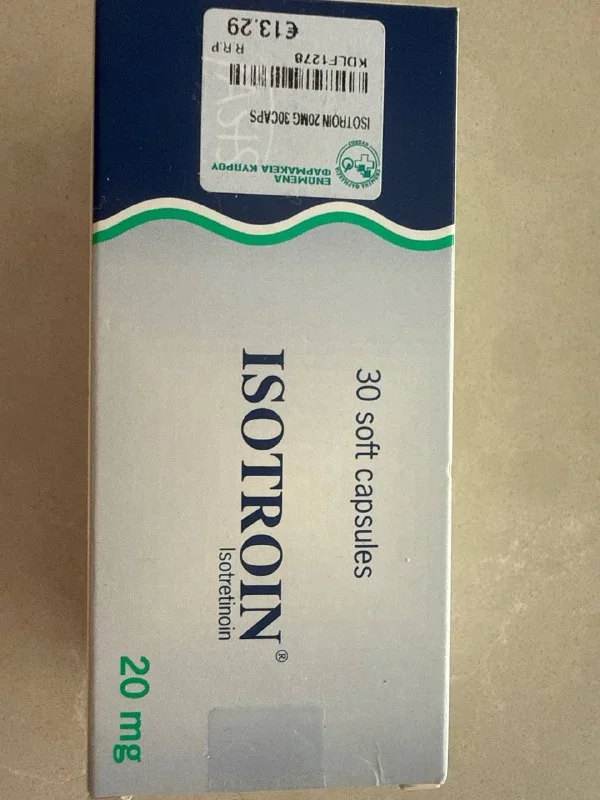 ΕΝΩΜΕΝΑ
ΦΑΡΜΑΚΕΙΑ ΚΥΠΡΟΥ
ISOTROIN 20MG 30CAPS
KDLF1278
R.R.P
€13.29
30 soft capsules
ISOTROIN®
Isotretinoin
20 mg